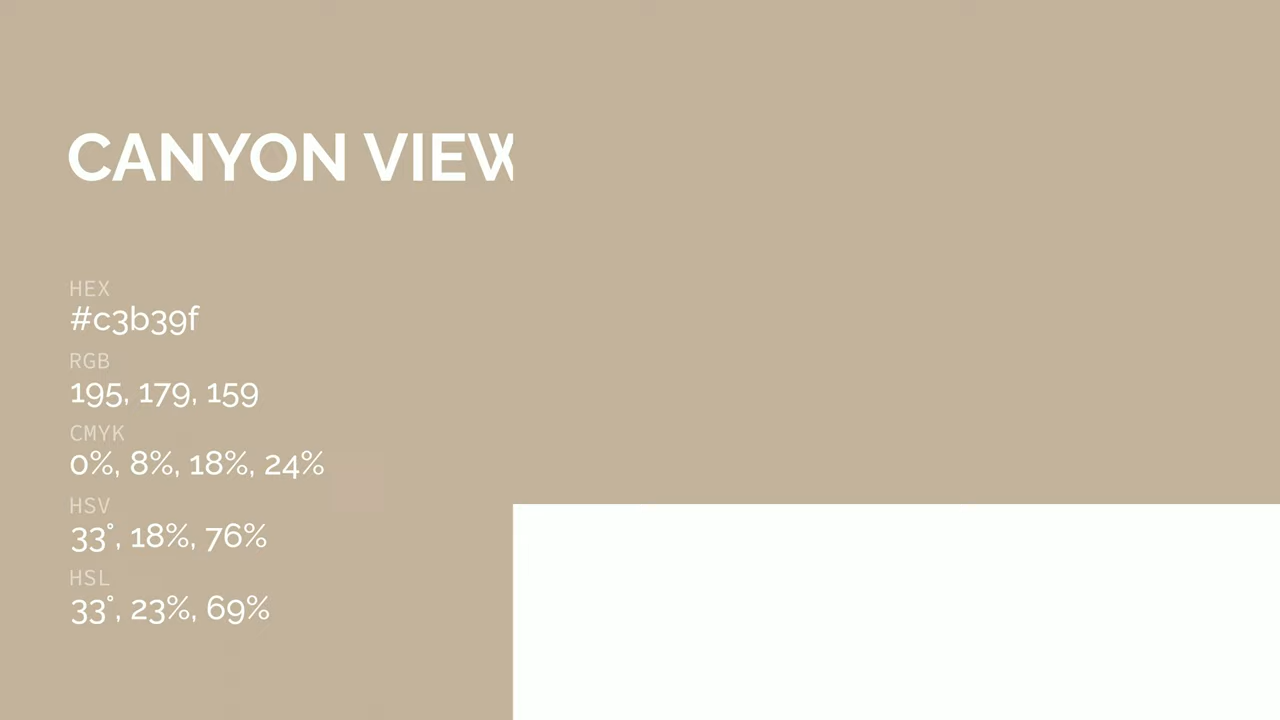 CANYON VIEW
HEX
#c3b39f
RGB
195, 179, 159
CMYK
0%, 8%, 18%, 24%
HSV
33°, 18%, 76%
HSL
33°, 23%, 69%